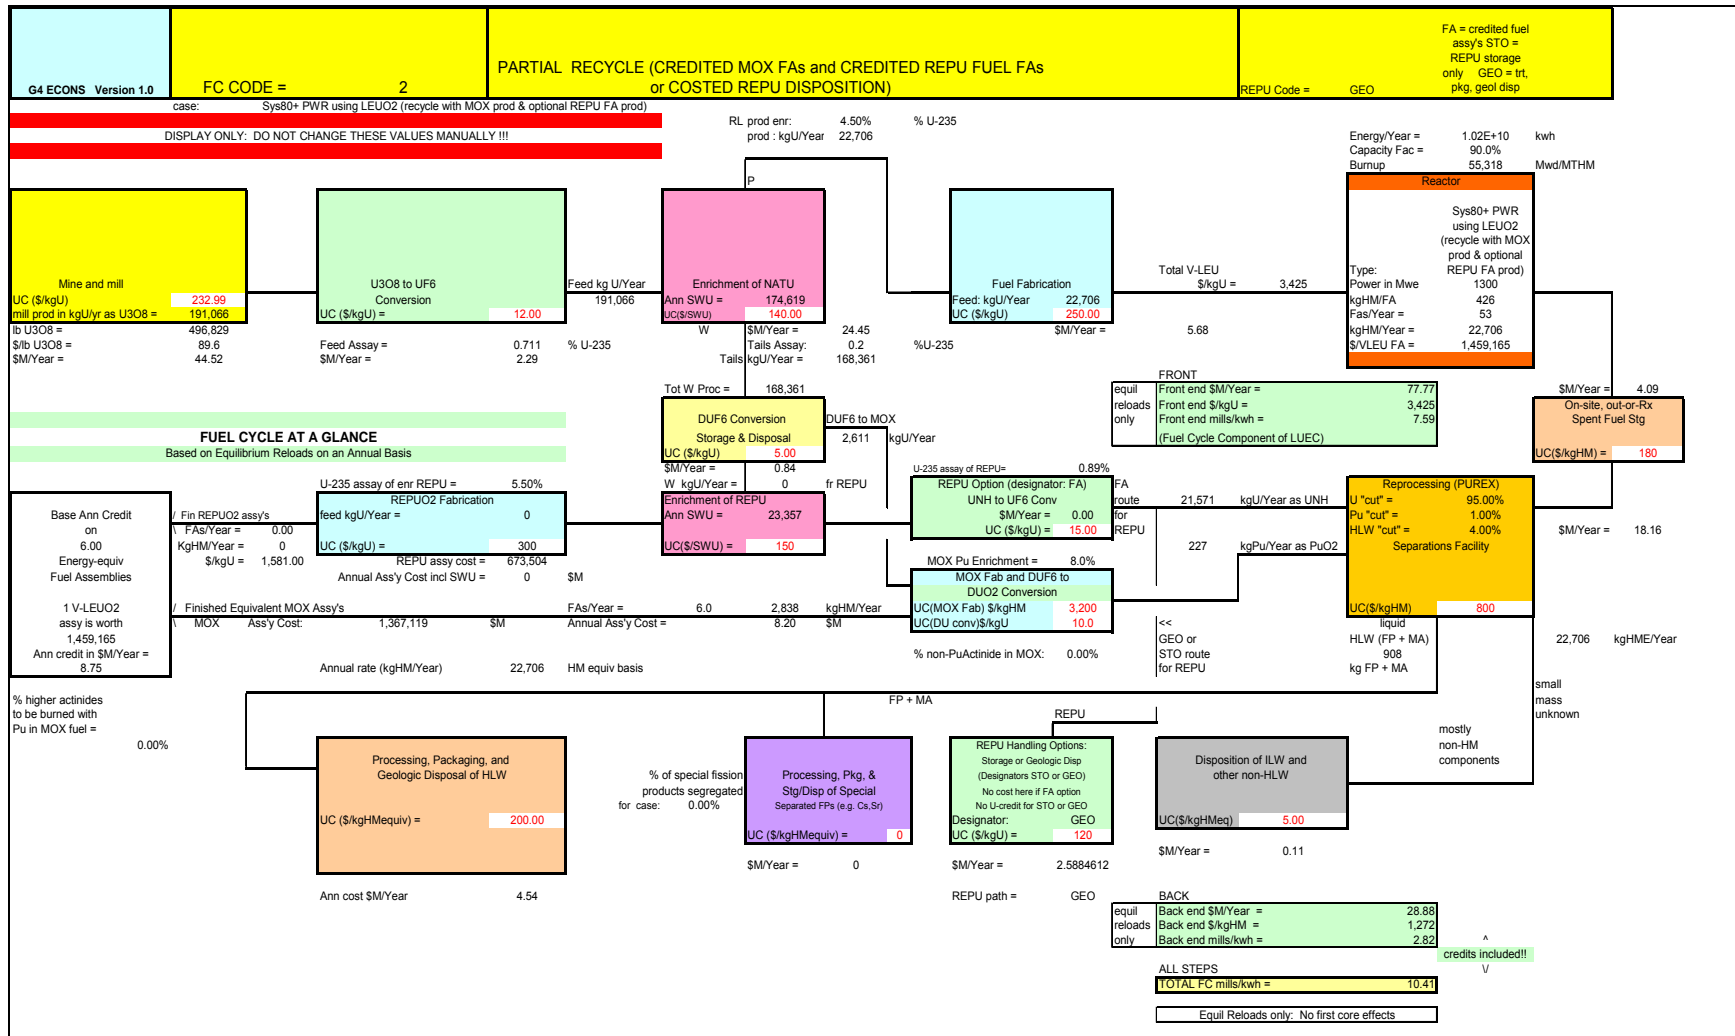 G4 ECONS Version 1.0
FC CODE = 2
PARTIAL RECYCLE (CREDITED MOX FAs and CREDITED REPU FUEL FAs
or COSTED REPU DISPOSITION)
REPU Code = GEO
FA = credited fuel
assy's STO =
REPU storage
only GEO = trt,
pkg, geol disp
case: Sys80+ PWR using LEUO2 (recycle with MOX prod & optional REPU FA prod)
DISPLAY ONLY: DO NOT CHANGE THESE VALUES MANUALLY !!!
RL prod enr: 4.50% % U-235
prod : kgU/Year 22,706
Energy/Year = 1.02E+10 kwh
Capacity Fac = 90.0%
Burnup 55,318 Mwd/MTHM
P
Mine and mill
UC ($/kgU) 232.99
mill prod in kgU/yr as U3O8 = 191,066
lb U3O8 = 496,829
$/lb U3O8 = 89.6
$M/Year = 44.52
U3O8 to UF6
Conversion
UC ($/kgU) = 12.00
Feed Assay = 0.711 % U-235
$M/Year = 2.29
Feed kg U/Year
191,066
Enrichment of NATU
Ann SWU = 174,619
UC($/SWU) 140.00
W $M/Year = 24.45
Tails Assay: 0.2 %U-235
Tails kgU/Year = 168,361
Fuel Fabrication
Feed: kgU/Year 22,706
UC ($/kgU) 250.00
$M/Year = 5.68
Total V-LEU
$/kgU = 3,425
Reactor
Sys80+ PWR
using LEUO2
(recycle with MOX
prod & optional
Type: REPU FA prod)
Power in Mwe 1300
kgHM/FA 426
Fas/Year = 53
kgHM/Year = 22,706
$/VLEU FA = 1,459,165
Tot W Proc = 168,361
DUF6 Conversion
Storage & Disposal
UC ($/kgU) 5.00
$M/Year = 0.84
W kgU/Year = 0 fr REPU
DUF6 to MOX
2,611 kgU/Year
FRONT
equil
reloads
only
Front end $M/Year = 77.77
Front end $/kgU = 3,425
Front end mills/kwh = 7.59
(Fuel Cycle Component of LUEC)
$M/Year = 4.09
On-site, out-or-Rx
Spent Fuel Stg
UC($/kgHM) = 180
FUEL CYCLE AT A GLANCE
Based on Equilibrium Reloads on an Annual Basis
U-235 assay of enr REPU = 5.50%
Base Ann Credit
on
6.00
Energy-equiv
Fuel Assemblies
1 V-LEUO2
assy is worth
1,459,165
Ann credit in $M/Year =
8.75
/ Fin REPUO2 assy's
\ FAs/Year = 0.00
KgHM/Year = 0
$/kgU = 1,581.00
REPUO2 Fabrication
feed kgU/Year = 0
UC ($/kgU) = 300
REPU assy cost = 673,504
Annual Ass'y Cost incl SWU = 0 $M
Enrichment of REPU
Ann SWU = 23,357
UC($/SWU) = 150
U-235 assay of REPU= 0.89%
REPU Option (designator: FA)
UNH to UF6 Conv
$M/Year = 0.00
UC ($/kgU) = 15.00
FA
route
for
REPU
21,571 kgU/Year as UNH
227 kgPu/Year as PuO2
Reprocessing (PUREX)
U "cut" = 95.00%
Pu "cut" = 1.00%
HLW "cut" = 4.00%
Separations Facility
UC($/kgHM) 800
$M/Year = 18.16
MOX Pu Enrichment = 8.0%
MOX Fab and DUF6 to
DUO2 Conversion
UC(MOX Fab) $/kgHM 3,200
UC(DU conv)$/kgU 10.0
% non-PuActinide in MOX: 0.00%
/ Finished Equivalent MOX Assy's
\ MOX Ass'y Cost: 1,367,119 $M
FAs/Year = 6.0 2,838 kgHM/Year
Annual Ass'y Cost = 8.20 $M
<<
GEO or
STO route
for REPU
liquid
HLW (FP + MA)
908
kg FP + MA
22,706 kgHME/Year
Annual rate (kgHM/Year) 22,706 HM equiv basis
% higher actinides
to be burned with
Pu in MOX fuel =
0.00%
FP + MA
REPU
small
mass
unknown
mostly
non-HM
components
Processing, Packaging, and
Geologic Disposal of HLW
UC ($/kgHMequiv) = 200.00
Ann cost $M/Year 4.54
% of special fission
products segregated
for case: 0.00%
Processing, Pkg, &
Stg/Disp of Special
Separated FPs (e.g. Cs,Sr)
UC ($/kgHMequiv) = 0
$M/Year = 0
REPU Handling Options:
Storage or Geologic Disp
(Designators STO or GEO)
No cost here if FA option
No U-credit for STO or GEO
Designator: GEO
UC ($/kgU) = 120
$M/Year = 2.5884612
REPU path = GEO
Disposition of ILW and
other non-HLW
UC($/kgHMeq) 5.00
$M/Year = 0.11
BACK
equil
reloads
only
Back end $M/Year = 28.88
Back end $/kgHM = 1,272
Back end mills/kwh = 2.82
^
credits included!!
\/
ALL STEPS
TOTAL FC mills/kwh = 10.41
Equil Reloads only: No first core effects